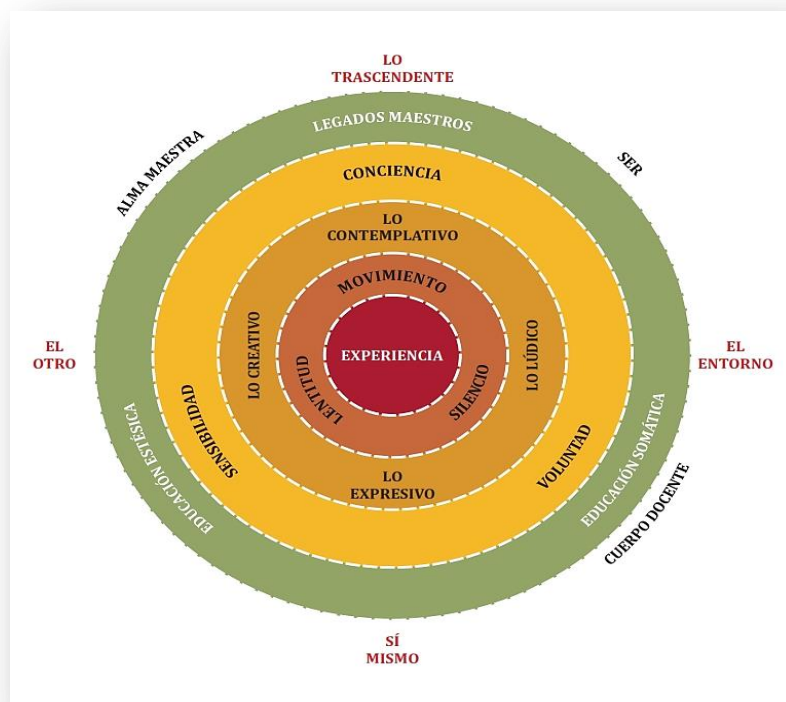 LO
TRASCENDENTE
LEGADOS MAESTROS
ALMA MAESTRA
SER
CONCIENCIA
LO
CONTEMPLATIVO
MOVIMIENTO
EL
OTRO
LO CREATIVO
LENTITUD
EXPERIENCIA
SILENCIO
LO LÚDICO
EL
ENTORNO
SENSIBILIDAD
VOLUNTAD
EDUCACIÓN ESTÉSICA
EDUCACIÓN SOMÁTICA
CUERPO DOCENTE
LO
EXPRESIVO
SÍ
MISMO